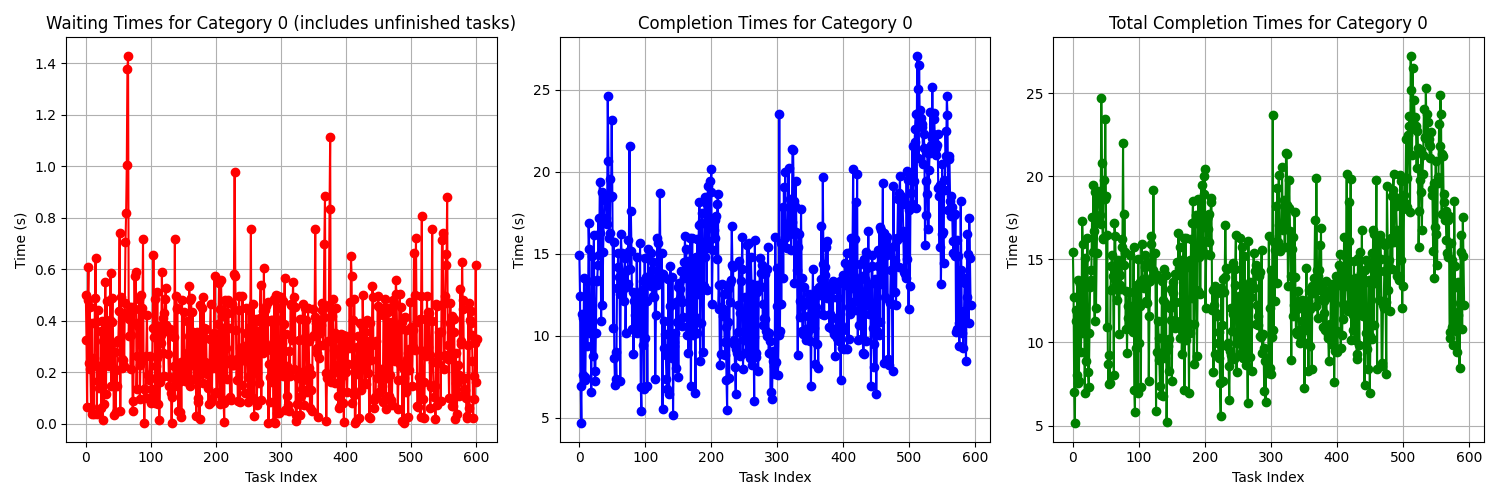 Waiting Times for Category 0 (includes unfinished tasks)
Time (s)
1.4
1.2
1.0
0.8
0.6
0.4
0.2
0.0
0 100 200 300 400 500 600
Task Index
Completion Times for Category 0
Time (s)
25
20
15
10
5
0 100 200 300 400 500 600
Task Index
Total Completion Times for Category 0
Time (s)
25
20
15
10
5
0 100 200 300 400 500 600
Task Index